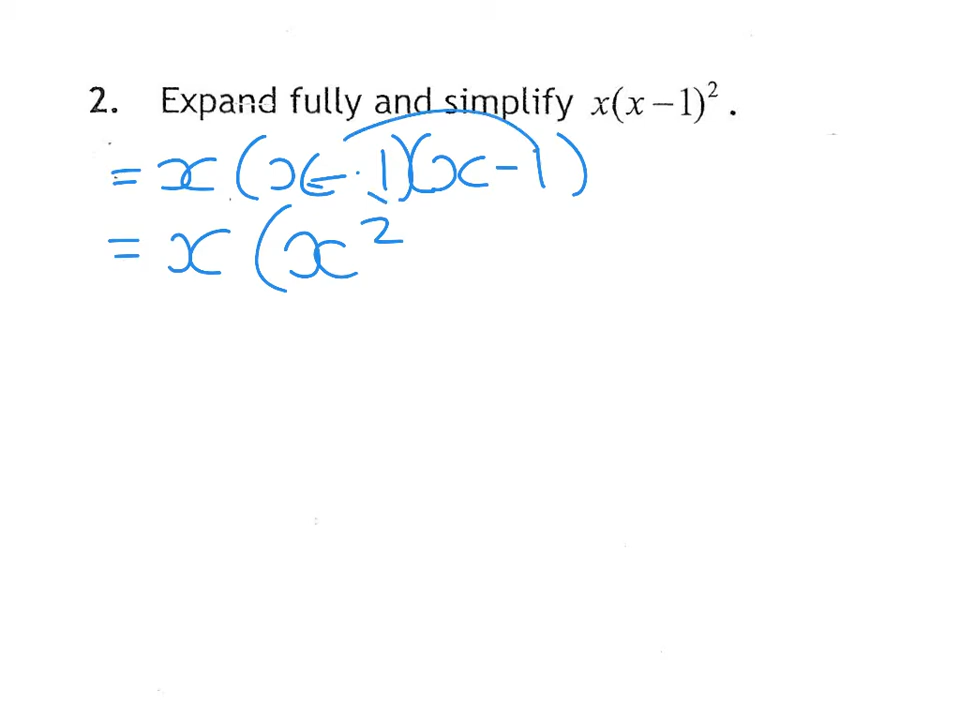 2. Expand fully and simplify x(x−1)².
= x(x-1)(x-1)
= x(x²